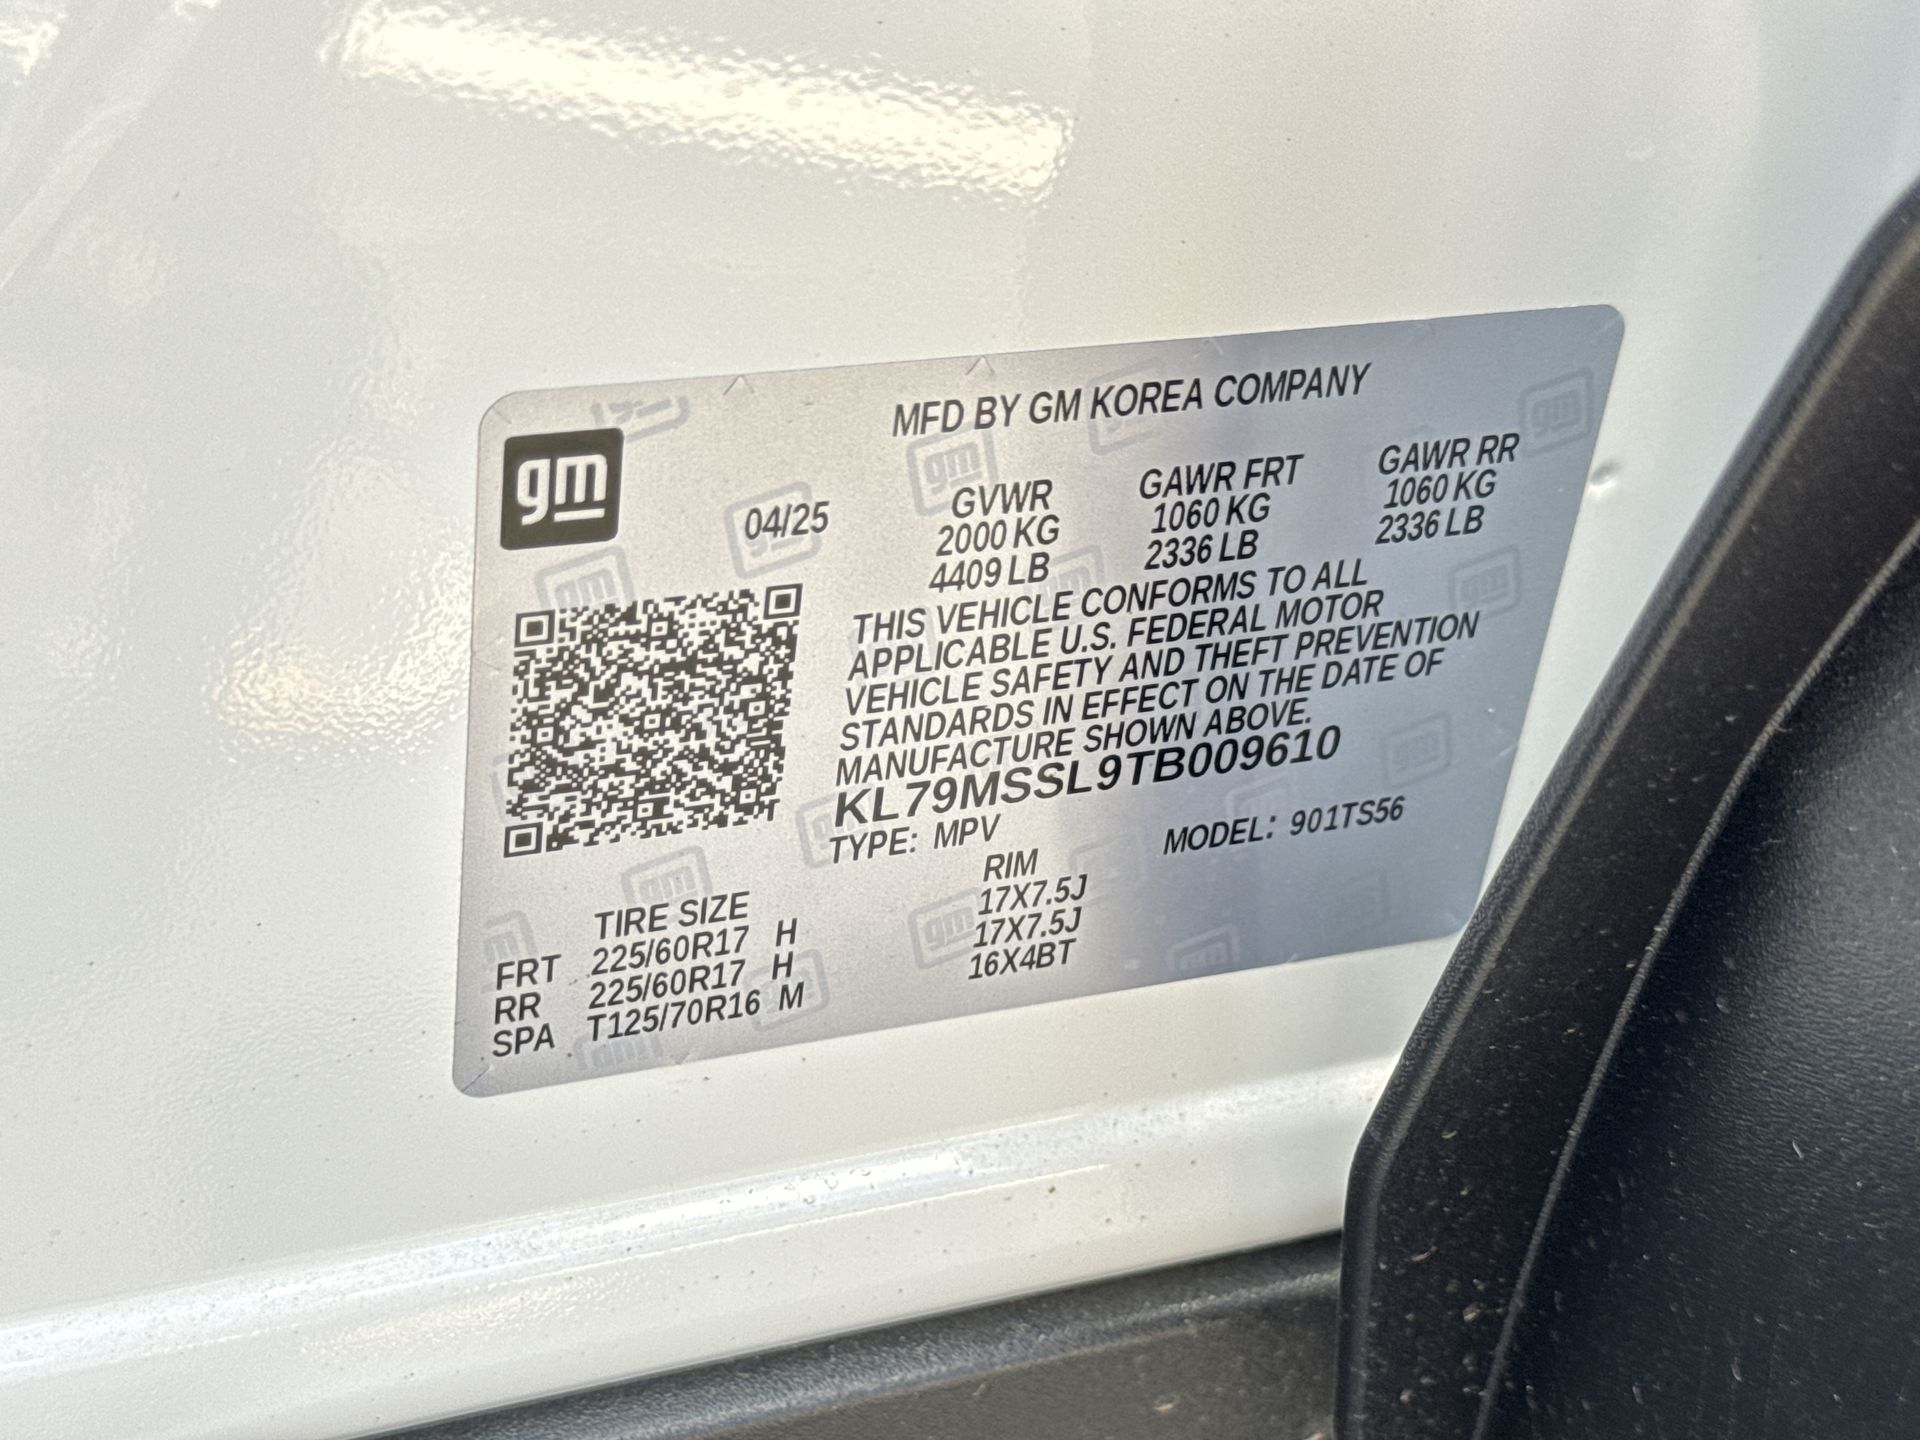 MFD BY GM KOREA COMPANY
gm
04/25
GVWR GAWR FRT GAWR RR
2000 KG 1060 KG 1060 KG
4409 LB 2336 LB 2336 LB
THIS VEHICLE CONFORMS TO ALL
APPLICABLE U.S. FEDERAL MOTOR
VEHICLE SAFETY AND THEFT PREVENTION
STANDARDS IN EFFECT ON THE DATE OF
MANUFACTURE SHOWN ABOVE.
KL79MSSL9TB009610
TYPE: MPV MODEL: 901TS56
TIRE SIZE RIM
FRT 225/60R17 H 17X7.5J
RR 225/60R17 H 17X7.5J
SPA T125/70R16 M 16X4BT